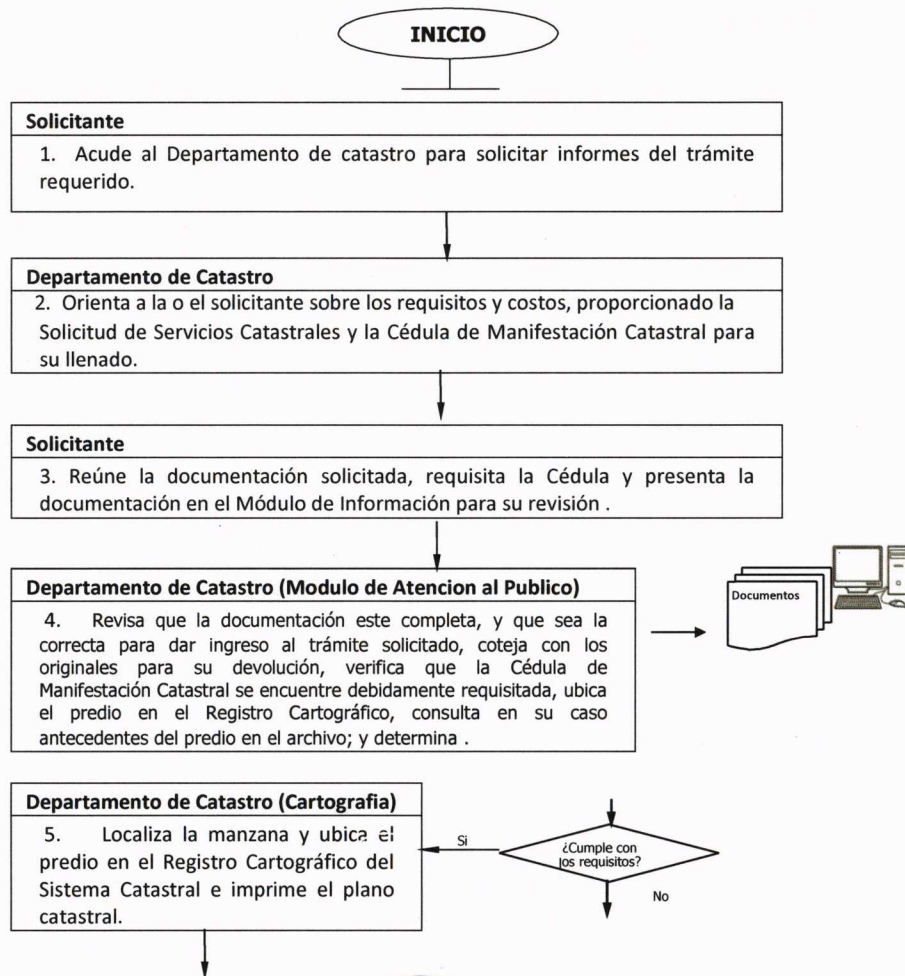 INICIO
Solicitante
1. Acude al Departamento de catastro para solicitar informes del trámite
requerido.
Departamento de Catastro
2. Orienta a la o el solicitante sobre los requisitos y costos, proporcionado la
Solicitud de Servicios Catastrales y la Cédula de Manifestación Catastral para
su llenado.
Solicitante
3. Reúne la documentación solicitada, requisita la Cédula y presenta la
documentación en el Módulo de Información para su revisión .
Departamento de Catastro (Modulo de Atencion al Publico)
4. Revisa que la documentación este completa, y que sea la
correcta para dar ingreso al trámite solicitado, coteja con los
originales para su devolución, verifica que la Cédula de
Manifestación Catastral se encuentre debidamente requisitada, ubica
el predio en el Registro Cartográfico, consulta en su caso
antecedentes del predio en el archivo; y determina .
Documentos
Departamento de Catastro (Cartografia)
5. Localiza la manzana y ubica el
predio en el Registro Cartográfico del
Sistema Catastral e imprime el plano
catastral.
Si
¿Cumple con
los requisitos?
No